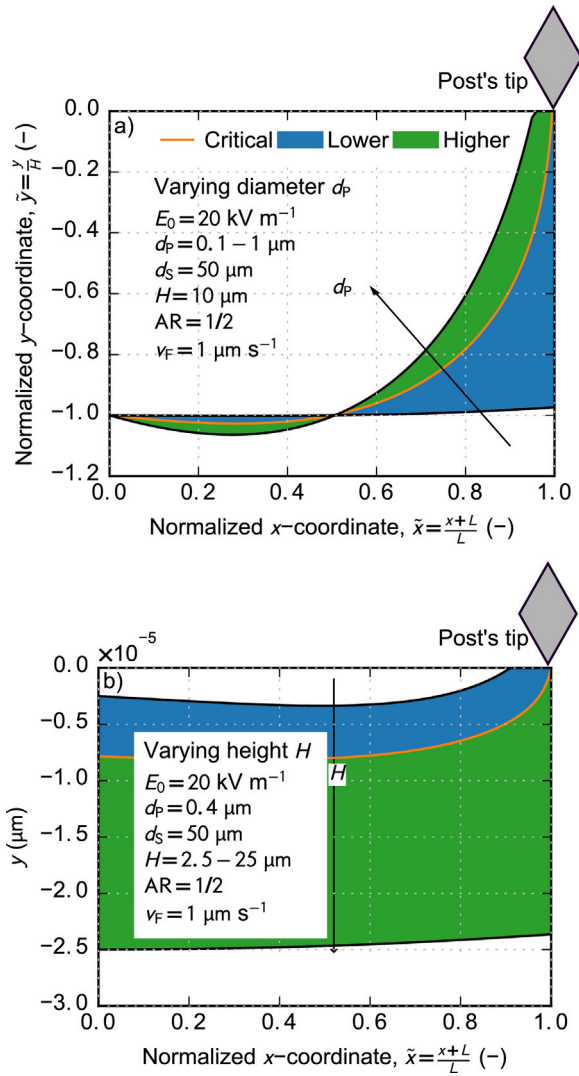 Post's tip
a)
Critical Lower Higher
0.0
−0.2
−0.4
−0.6
−0.8
−1.0
−1.2
Normalized y−coordinate, ỹ=y/H (−)
Varying diameter dₚ
E₀=20 kV m⁻¹
dₚ=0.1−1 μm
dₛ=50 μm
H=10 μm
AR=1/2
v_F=1 μm s⁻¹
dₚ
0.0 0.2 0.4 0.6 0.8 1.0
Normalized x−coordinate, x̃=x+L/L (−)
Post's tip
×10⁻⁵
b)
0.0
−0.5
−1.0
−1.5
−2.0
−2.5
−3.0
y (μm)
Varying height H
E₀=20 kV m⁻¹
dₚ=0.4 μm
dₛ=50 μm
H=2.5−25 μm
AR=1/2
v_F=1 μm s⁻¹
H
0.0 0.2 0.4 0.6 0.8 1.0
Normalized x−coordinate, x̃=x+L/L (−)